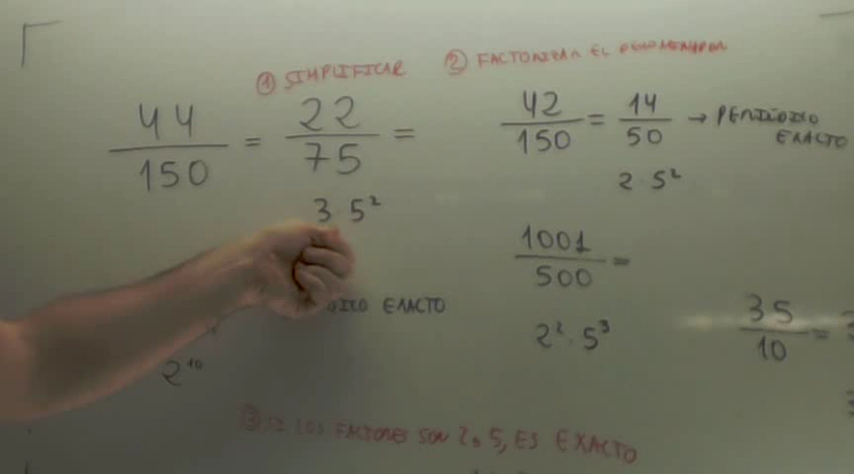 ① SIMPLIFICAR
② FACTORIZAR EL DENOMINADOR
44/150 = 22/75 =
3·5²
42/150 = 14/50 → PERIÓDICO
EXACTO
2·5²
1001/500 =
2²·5³
EXACTO
35/10 =
2¹⁰
③ SI LOS FACTORES SON 2 o 5, ES EXACTO